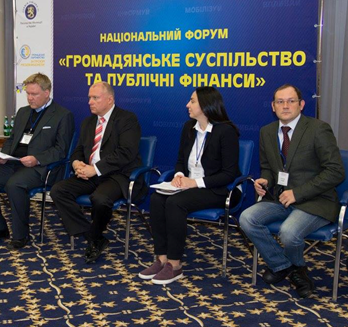 НАЦІОНАЛЬНИЙ ФОРУМ
«ГРОМАДЯНСЬКЕ СУСПІЛЬСТВО
ТА ПУБЛІЧНІ ФІНАНСИ»